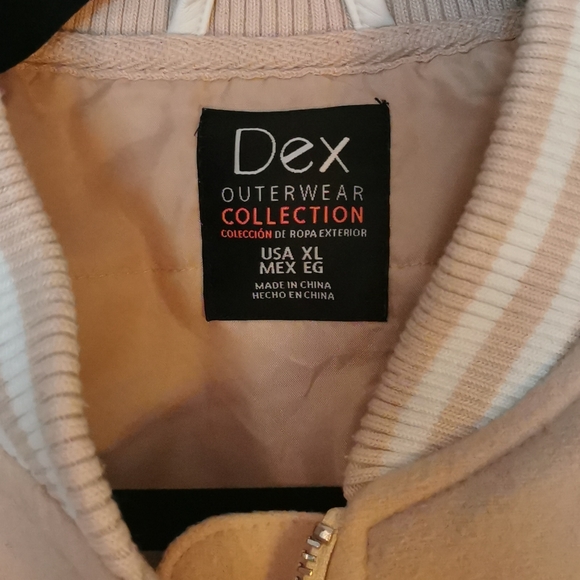 Dex
OUTERWEAR
COLLECTION
COLECCIÓN DE ROPA EXTERIOR
USA XL
MEX EG
MADE IN CHINA
HECHO EN CHINA